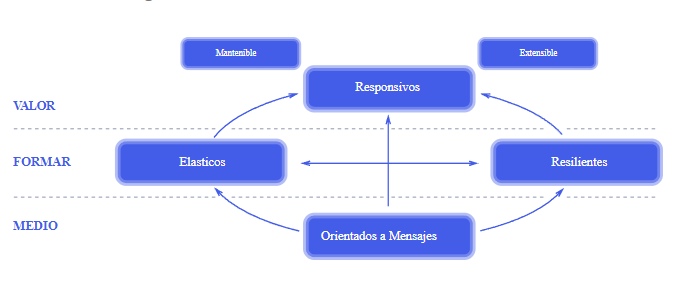 Mantenible
Extensible
Responsivos
VALOR
FORMAR
Elasticos
Resilientes
MEDIO
Orientados a Mensajes